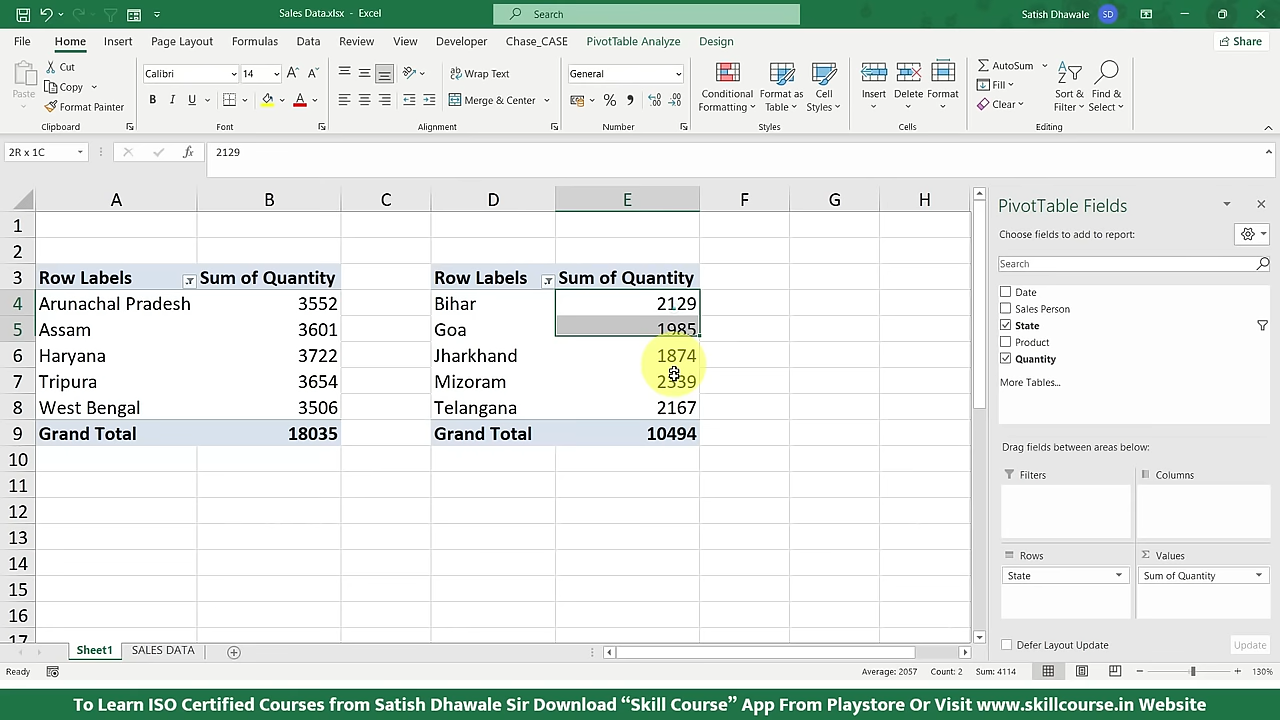 Sales Data.xlsx - Excel
Search
Satish Dhawale SD
File Home Insert Page Layout Formulas Data Review View Developer Chase_CASE PivotTable Analyze Design Share
Paste
Cut
Copy
Format Painter
Clipboard
Calibri 14
B I U
Font
Wrap Text
Merge & Center
Alignment
General
Number
Conditional Formatting
Format as Table
Cell Styles
Styles
Insert Delete Format
Cells
AutoSum
Fill
Clear
Sort & Filter
Find & Select
Editing
2R x 1C fx 2129
A B C D E F G H
1
2
3 Row Labels Sum of Quantity Row Labels Sum of Quantity
4 Arunachal Pradesh 3552 Bihar 2129
5 Assam 3601 Goa 1985
6 Haryana 3722 Jharkhand 1874
7 Tripura 3654 Mizoram 2339
8 West Bengal 3506 Telangana 2167
9 Grand Total 18035 Grand Total 10494
10
11
12
13
14
15
16
17
PivotTable Fields
Choose fields to add to report:
Search
Date
Sales Person
State
Product
Quantity
More Tables...
Drag fields between areas below:
Filters Columns
Rows Σ Values
State Sum of Quantity
Defer Layout Update Update
Sheet1 SALES DATA
Ready Average: 2057 Count: 2 Sum: 4114 130%
To Learn ISO Certified Courses from Satish Dhawale Sir Download “Skill Course” App From Playstore Or Visit www.skillcourse.in Website